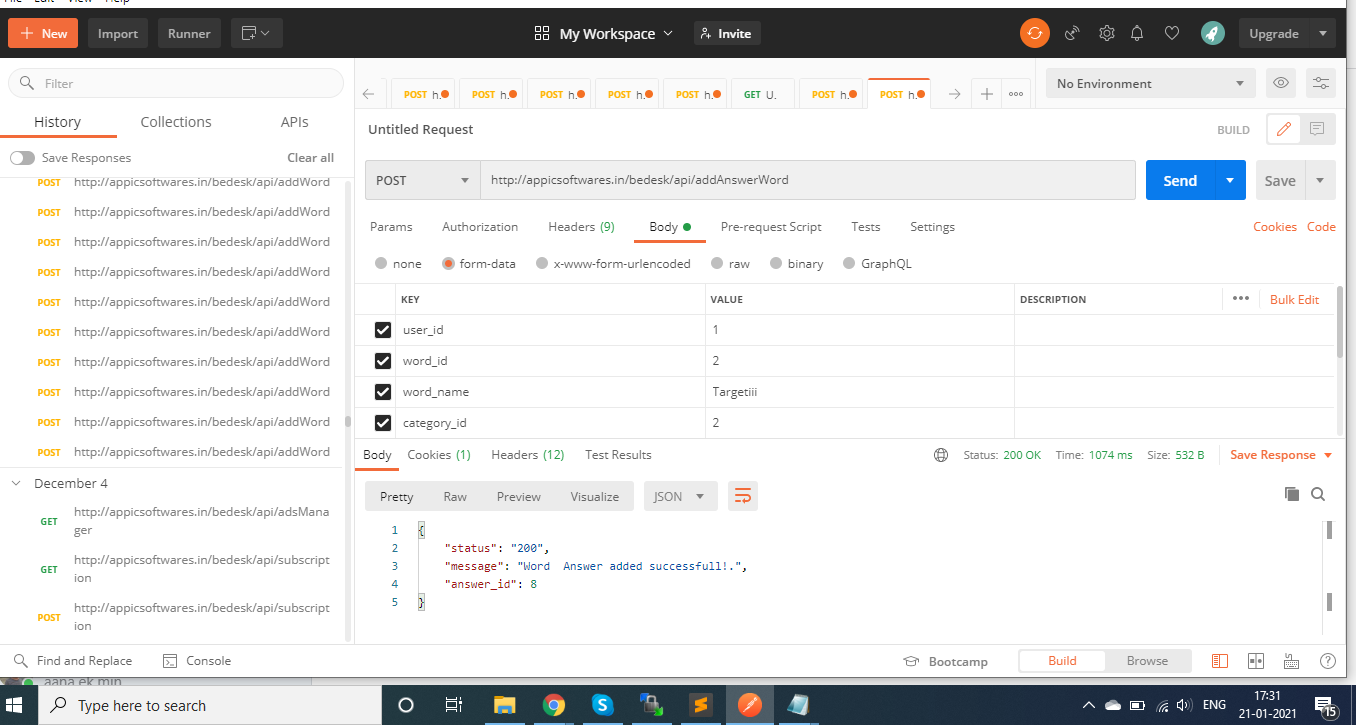 File Edit View Help
New
Import
Runner
My Workspace
Invite
Upgrade
Filter
History
Collections
APIs
Save Responses
Clear all
POST http://appicsoftwares.in/bedesk/api/addWord
POST http://appicsoftwares.in/bedesk/api/addWord
POST http://appicsoftwares.in/bedesk/api/addWord
POST http://appicsoftwares.in/bedesk/api/addWord
POST http://appicsoftwares.in/bedesk/api/addWord
POST http://appicsoftwares.in/bedesk/api/addWord
POST http://appicsoftwares.in/bedesk/api/addWord
POST http://appicsoftwares.in/bedesk/api/addWord
POST http://appicsoftwares.in/bedesk/api/addWord
POST http://appicsoftwares.in/bedesk/api/addWord
December 4
GET http://appicsoftwares.in/bedesk/api/adsMana
ger
GET http://appicsoftwares.in/bedesk/api/subscript
ion
POST http://appicsoftwares.in/bedesk/api/subscript
ion
POST h.
POST h.
POST h.
POST h.
POST h.
GET U.
POST h.
POST h.
No Environment
Untitled Request
BUILD
POST
http://appicsoftwares.in/bedesk/api/addAnswerWord
Send
Save
Params
Authorization
Headers (9)
Body
Pre-request Script
Tests
Settings
Cookies
Code
none
form-data
x-www-form-urlencoded
raw
binary
GraphQL
KEY VALUE DESCRIPTION
Bulk Edit
user_id 1
word_id 2
word_name Targetiii
category_id 2
Body
Cookies (1)
Headers (12)
Test Results
Status: 200 OK
Time: 1074 ms
Size: 532 B
Save Response
Pretty
Raw
Preview
Visualize
JSON
1 {
2 "status": "200",
3 "message": "Word  Answer added successfull!.",
4 "answer_id": 8
5 }
Find and Replace
Console
Bootcamp
Build
Browse
aana ek min
Type here to search
ENG
17:31
21-01-2021
15